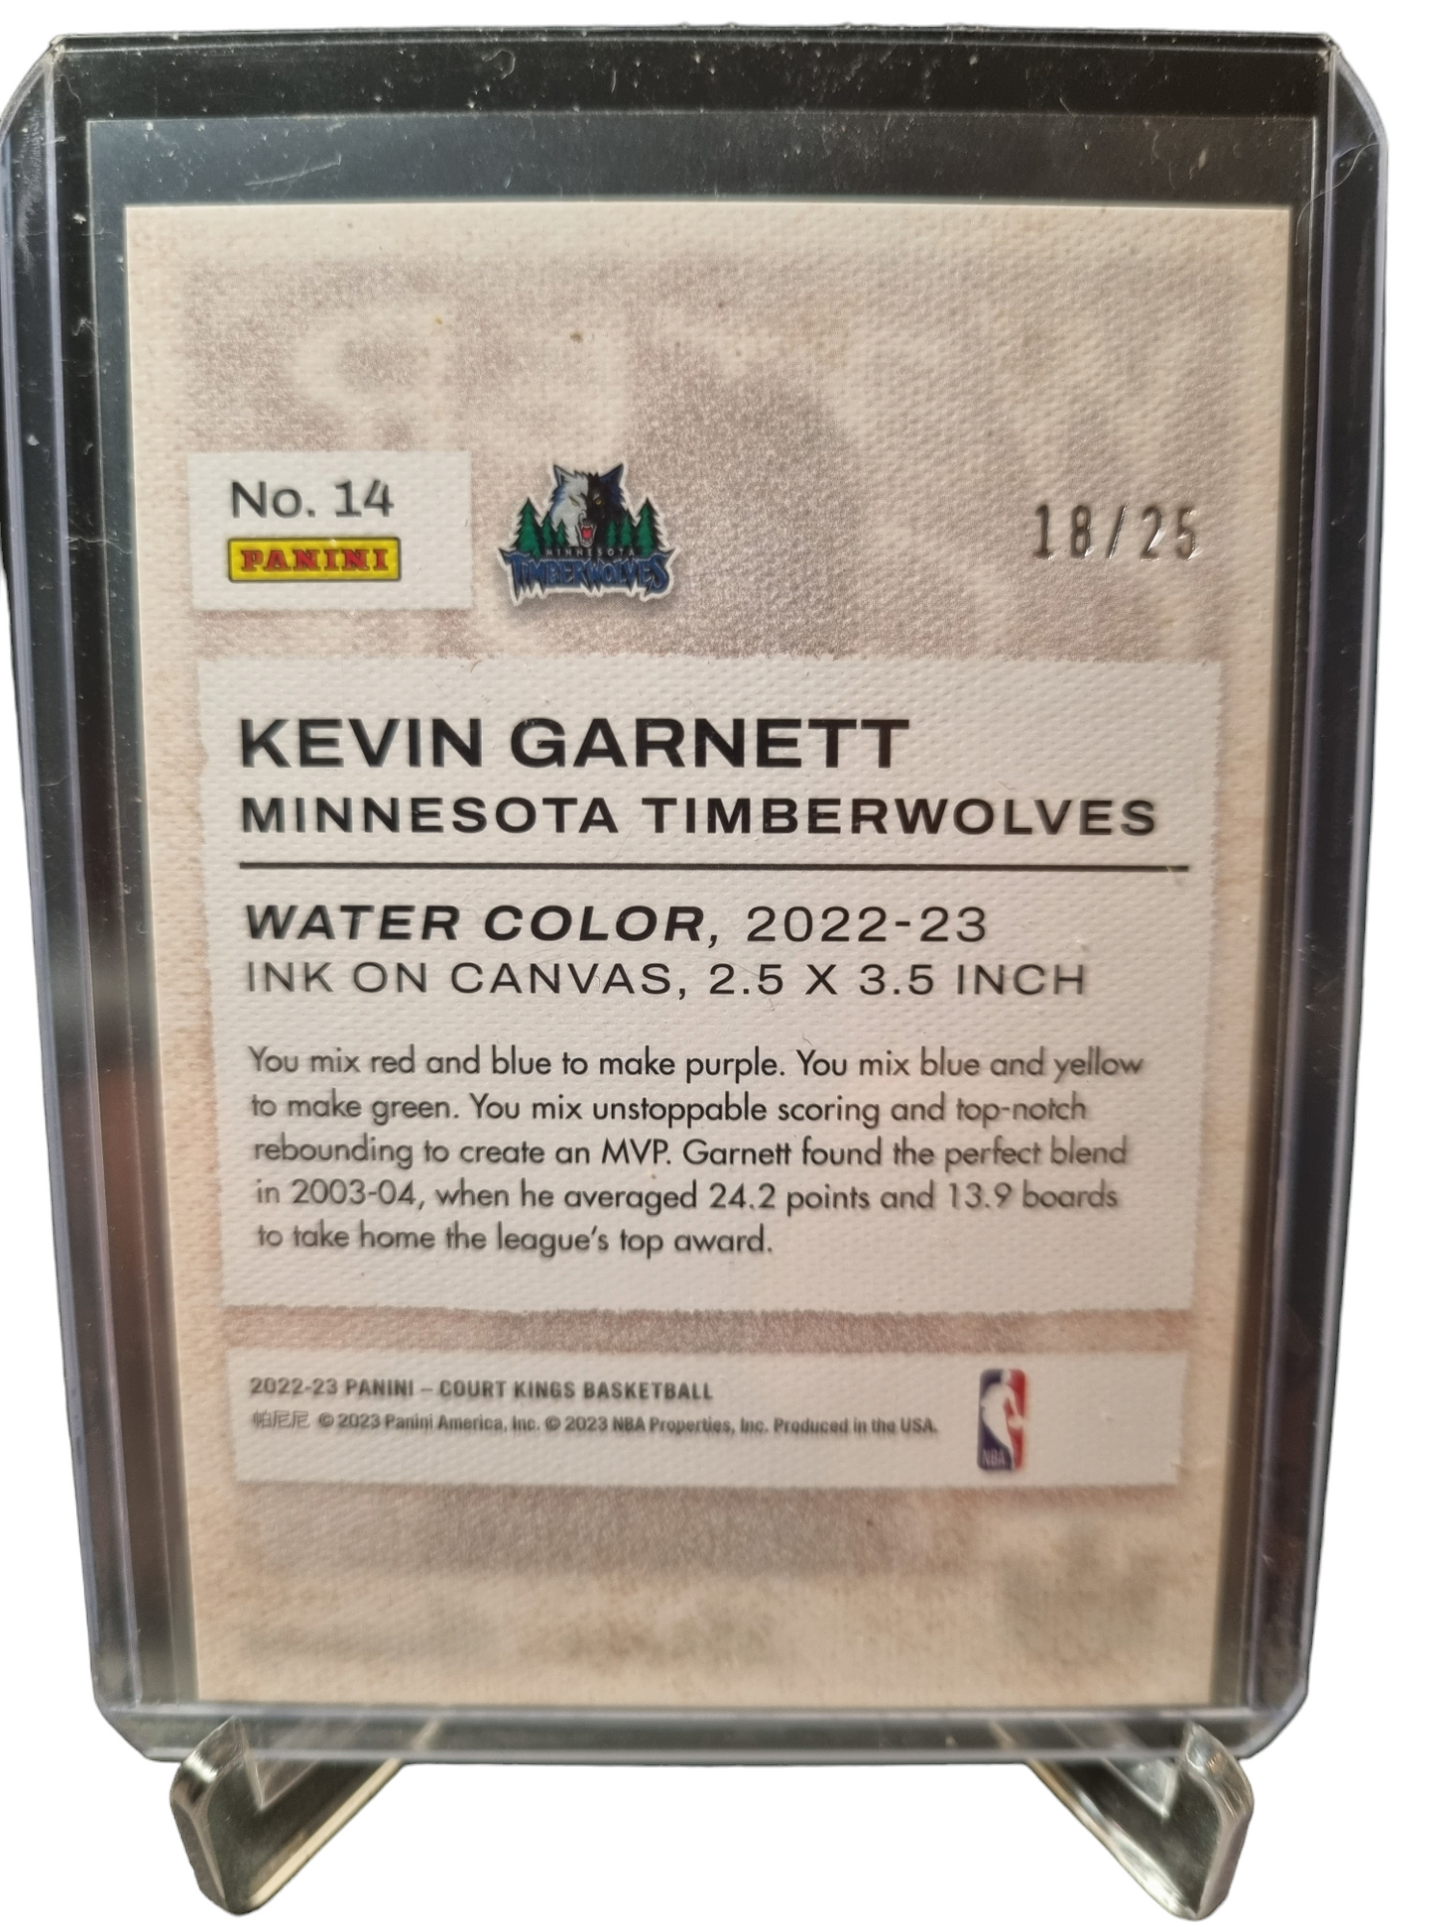 No. 14
PANINI
MINNESOTA
TIMBERWOLVES
18/25
KEVIN GARNETT
MINNESOTA TIMBERWOLVES
WATER COLOR, 2022-23
INK ON CANVAS, 2.5 X 3.5 INCH
You mix red and blue to make purple. You mix blue and yellow
to make green. You mix unstoppable scoring and top-notch
rebounding to create an MVP. Garnett found the perfect blend
in 2003-04, when he averaged 24.2 points and 13.9 boards
to take home the league's top award.
2022-23 PANINI – COURT KINGS BASKETBALL
帕尼尼 © 2023 Panini America, Inc. © 2023 NBA Properties, Inc. Produced in the USA.
NBA